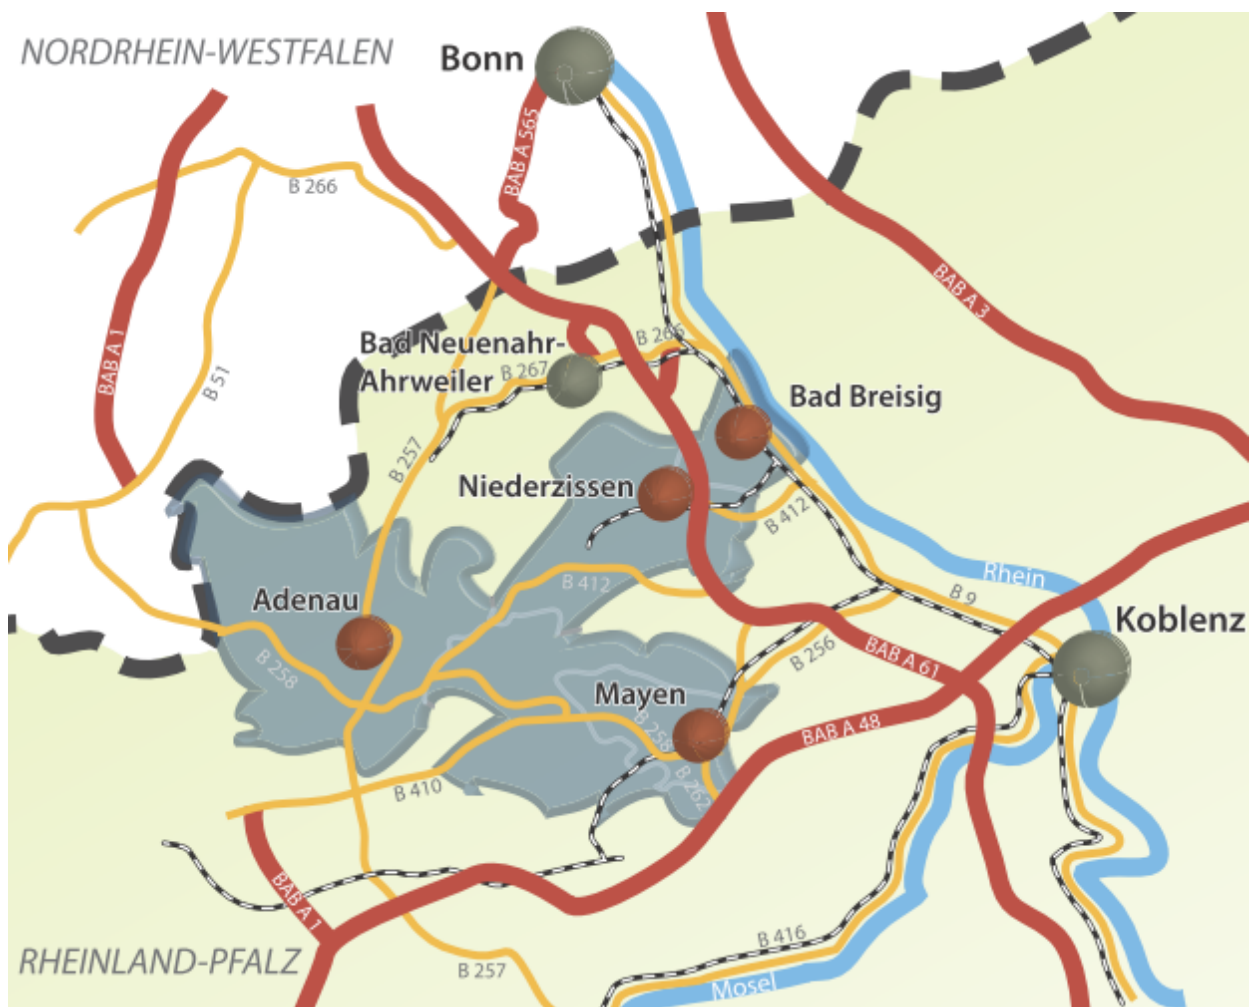 NORDRHEIN-WESTFALEN
Bonn
BAB A 565
B 266
BAB A 3
BAB A 1
B 51
Bad Neuenahr-
Ahrweiler
B 266
B 267
Bad Breisig
B 257
Niederzissen
B 412
B 412
Rhein
B 9
Adenau
Koblenz
B 256
BAB A 61
B 258
Mayen
B 258
BAB A 48
B 262
B 410
BAB A 1
B 416
RHEINLAND-PFALZ
B 257
Mosel